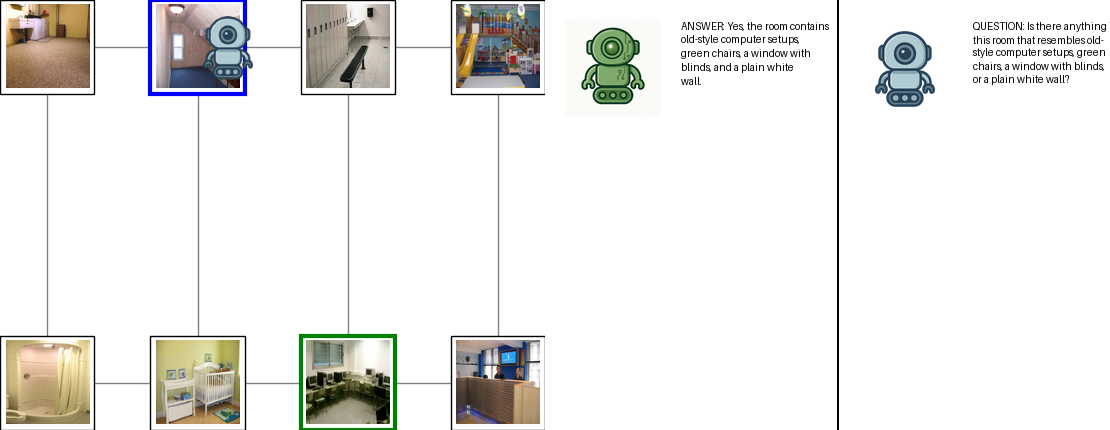 ANSWER: Yes, the room contains
old-style computer setups,
green chairs, a window with
blinds, and a plain white
wall.
QUESTION: Is there anything
this room that resembles old-
style computer setups, green
chairs, a window with blinds,
or a plain white wall?